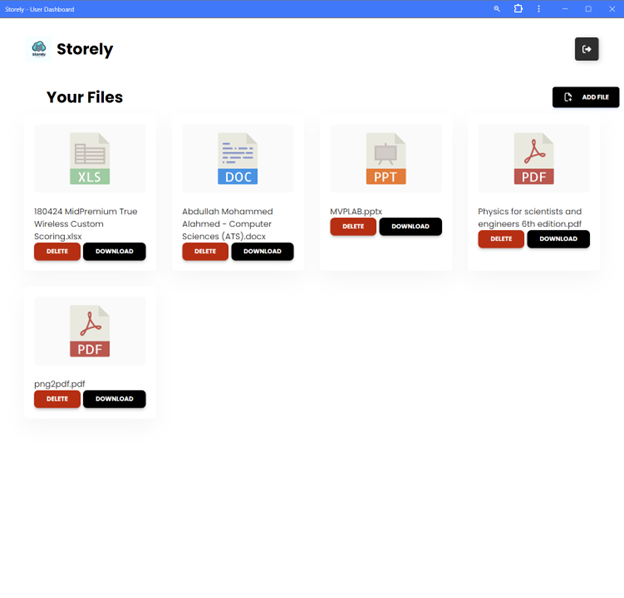 Storely - User Dashboard
Storely
Storely
Your Files
ADD FILE
XLS
DOC
PPT
PDF
180424 MidPremium True
Wireless Custom
Scoring.xlsx
DELETE
DOWNLOAD
Abdullah Mohammed
Alahmed - Computer
Sciences (ATS).docx
DELETE
DOWNLOAD
MVPLAB.pptx
DELETE
DOWNLOAD
Physics for scientists and
engineers 6th edition.pdf
DELETE
DOWNLOAD
PDF
png2pdf.pdf
DELETE
DOWNLOAD